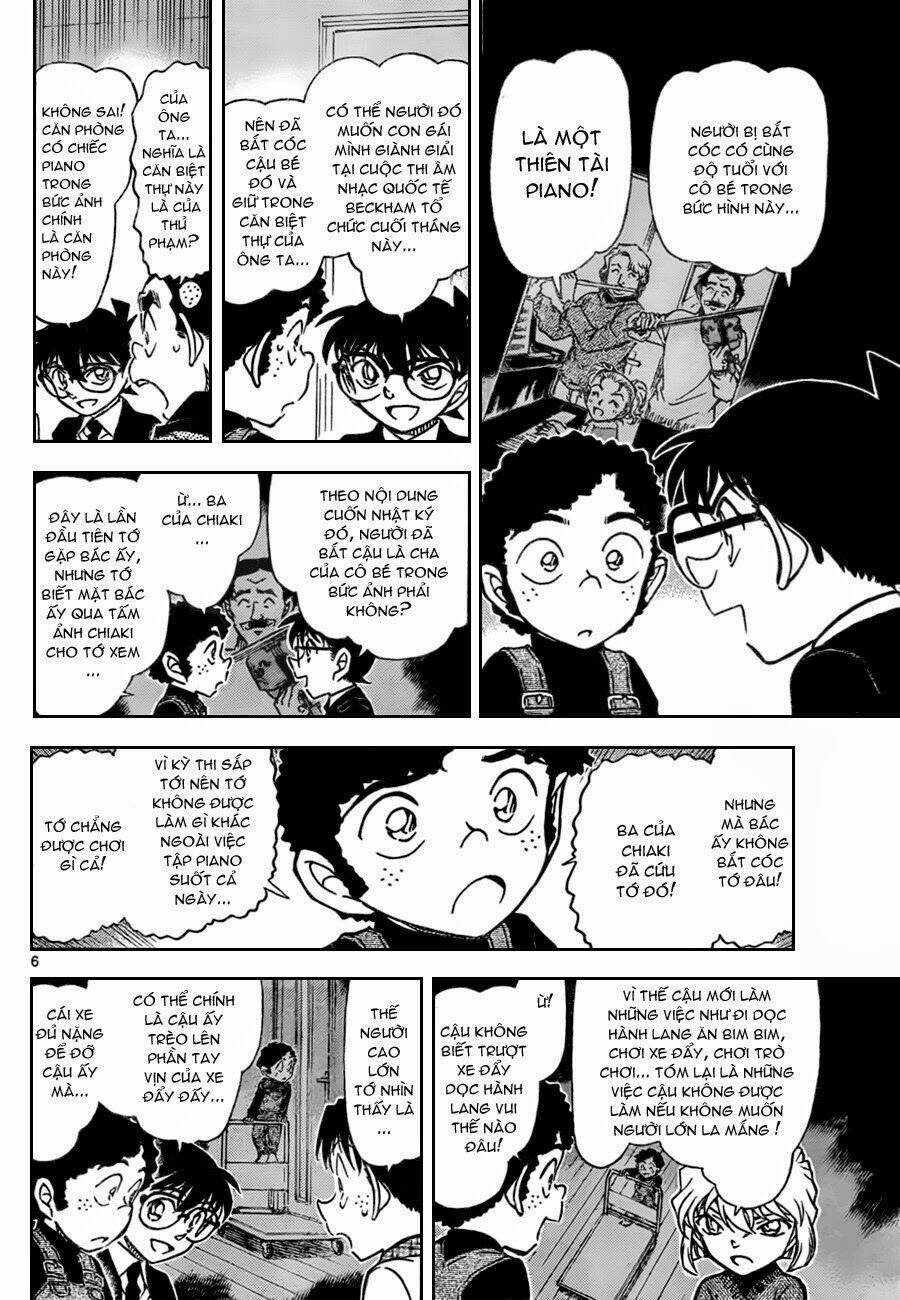 NGƯỜI BỊ BẮT
CÓC CÓ CÙNG
ĐỘ TUỔI VỚI
CÔ BÉ TRONG
BỨC HÌNH NÀY...
LÀ MỘT
THIÊN TÀI
PIANO!
CÓ THỂ NGƯỜI ĐÓ
MUỐN CON GÁI
MÌNH GIÀNH GIẢI
TẠI CUỘC THI ÂM
NHẠC QUỐC TẾ
BECKHAM TỔ
CHỨC CUỐI THÁNG
NÀY...
NÊN ĐÃ
BẮT CÓC
CẬU BÉ
ĐÓ VÀ
GIỮ TRONG
CĂN BIỆT
THỰ CỦA
ÔNG TA...
CỦA
ÔNG
TA...
NGHĨA LÀ
CĂN BIỆT
THỰ NÀY
LÀ CỦA
THỦ
PHẠM?
KHÔNG SAI!
CĂN PHÒNG
CÓ CHIẾC
PIANO
TRONG
BỨC ẢNH
CHÍNH
LÀ CĂN
PHÒNG
NÀY!
THEO NỘI DUNG
CUỐN NHẬT KÝ
ĐÓ, NGƯỜI ĐÃ
BẮT CẬU LÀ CHA
CỦA CÔ BÉ TRONG
BỨC ẢNH PHẢI
KHÔNG?
Ừ... BA
CỦA CHIAKI
...
ĐÂY LÀ LẦN
ĐẦU TIÊN TỚ
GẶP BÁC ẤY,
NHƯNG TỚ
BIẾT MẶT BÁC
ẤY QUA TẤM
ẢNH CHIAKI
CHO TỚ XEM
...
NHƯNG
MÀ BÁC
ẤY KHÔNG
BẮT CÓC
TỚ ĐÂU!
BA CỦA
CHIAKI
ĐÃ CỨU
TỚ ĐÓ!
VÌ KỲ THI SẮP
TỚI NÊN TỚ
KHÔNG ĐƯỢC
LÀM GÌ KHÁC
NGOÀI VIỆC
TẬP PIANO
SUỐT CẢ
NGÀY...
TỚ CHẲNG
ĐƯỢC CHƠI
GÌ CẢ!
6
VÌ THẾ CẬU MỚI LÀM
NHỮNG VIỆC NHƯ ĐI DỌC
HÀNH LANG ĂN BIM BIM,
CHƠI XE ĐẨY, CHƠI TRÒ
CHƠI... TÓM LẠI LÀ NHỮNG
VIỆC CẬU KHÔNG ĐƯỢC
LÀM NẾU KHÔNG MUỐN
NGƯỜI LỚN LA MẮNG!
Ừ!
CẬU KHÔNG
BIẾT TRƯỢT
XE ĐẨY
DỌC HÀNH
LANG VUI
THẾ NÀO
ĐÂU!
THẾ
NGƯỜI
CAO
LỚN
TỚ NHÌN
THẤY LÀ
...
CÓ THỂ CHÍNH
LÀ CẬU ẤY
TRÈO LÊN
PHẦN TAY
VỊN CỦA XE
ĐẨY ĐẤY...
CÁI XE
ĐỦ NẶNG
ĐỂ ĐỠ
CẬU ẤY
MÀ...